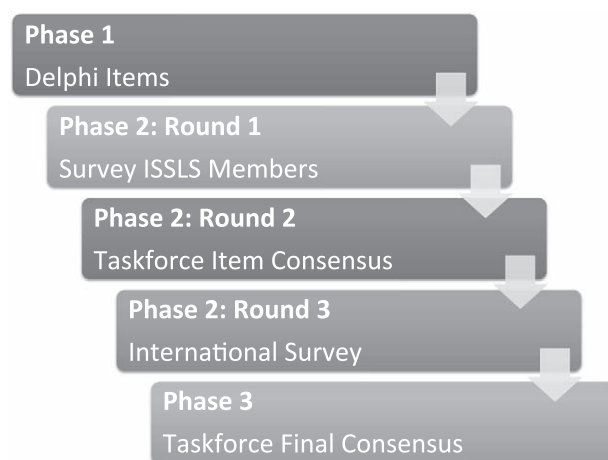 Phase 1
Delphi Items
Phase 2: Round 1
Survey ISSLS Members
Phase 2: Round 2
Taskforce Item Consensus
Phase 2: Round 3
International Survey
Phase 3
Taskforce Final Consensus